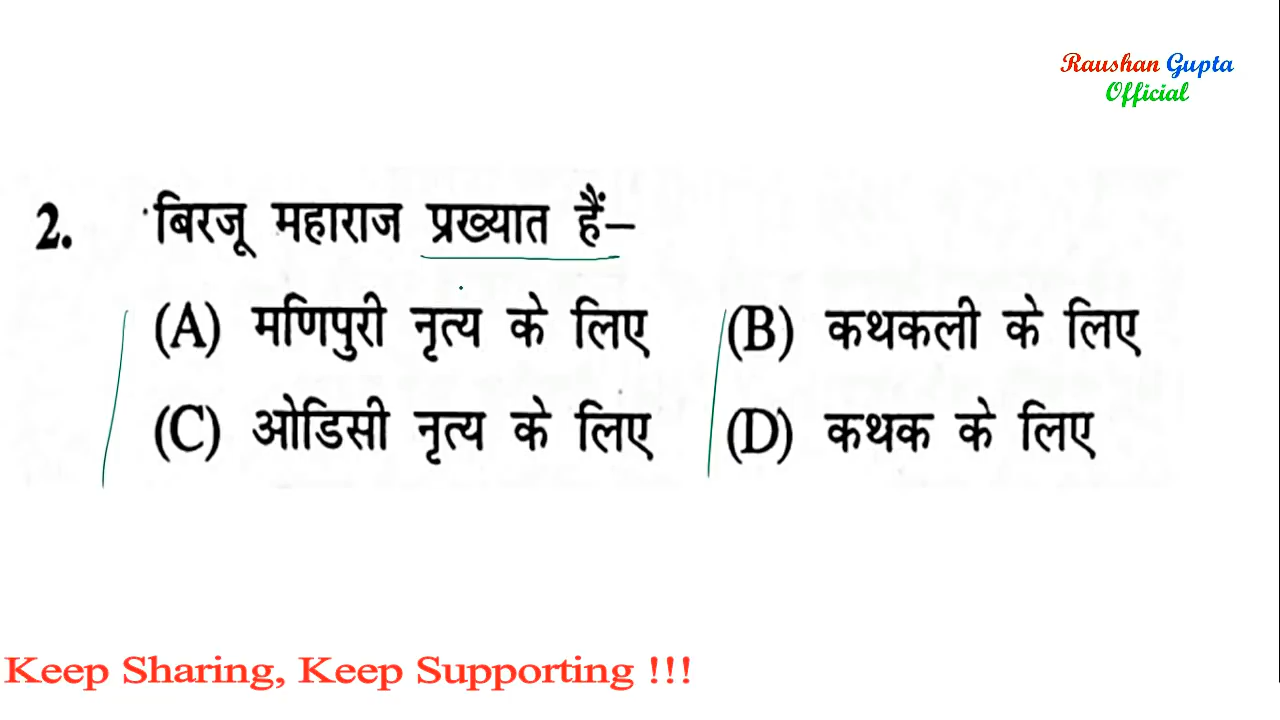 Raushan Gupta
Official
2. बिरजू महाराज प्रख्यात हैं–
(A) मणिपुरी नृत्य के लिए (B) कथकली के लिए
(C) ओडिसी नृत्य के लिए (D) कथक के लिए
Keep Sharing, Keep Supporting !!!